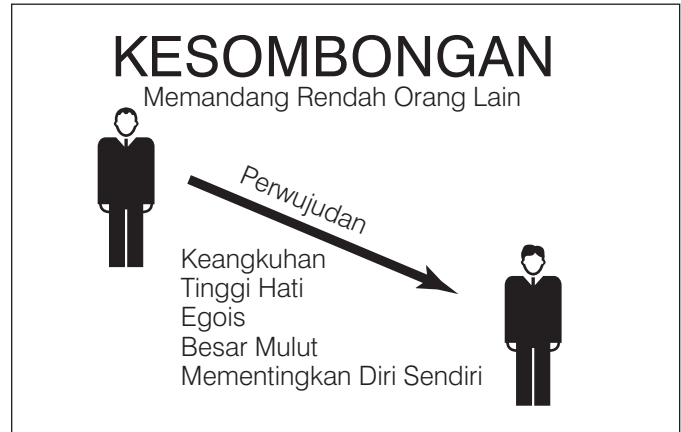 KESOMBONGAN
Memandang Rendah Orang Lain
Perwujudan
Keangkuhan
Tinggi Hati
Egois
Besar Mulut
Mementingkan Diri Sendiri